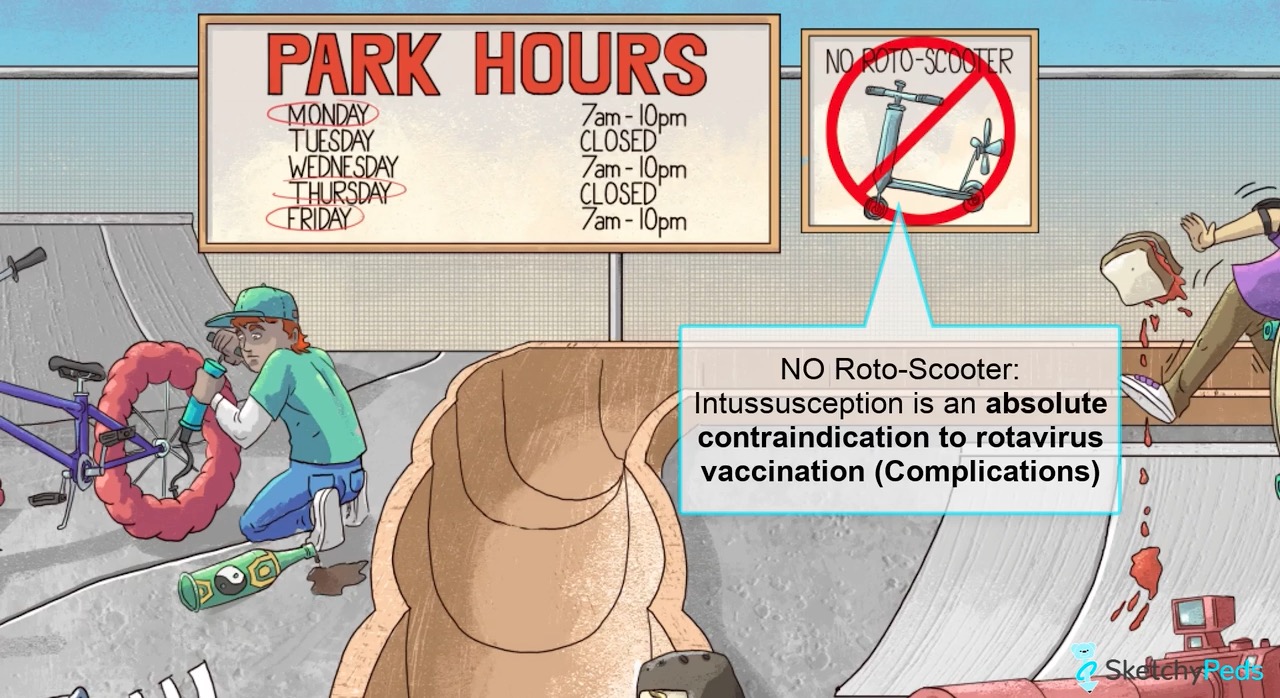 PARK HOURS
MONDAY 7am - 10pm
TUESDAY CLOSED
WEDNESDAY 7am - 10pm
THURSDAY CLOSED
FRIDAY 7am - 10pm
NO ROTO-SCOOTER
NO Roto-Scooter:
Intussusception is an absolute
contraindication to rotavirus
vaccination (Complications)
SketchyPeds